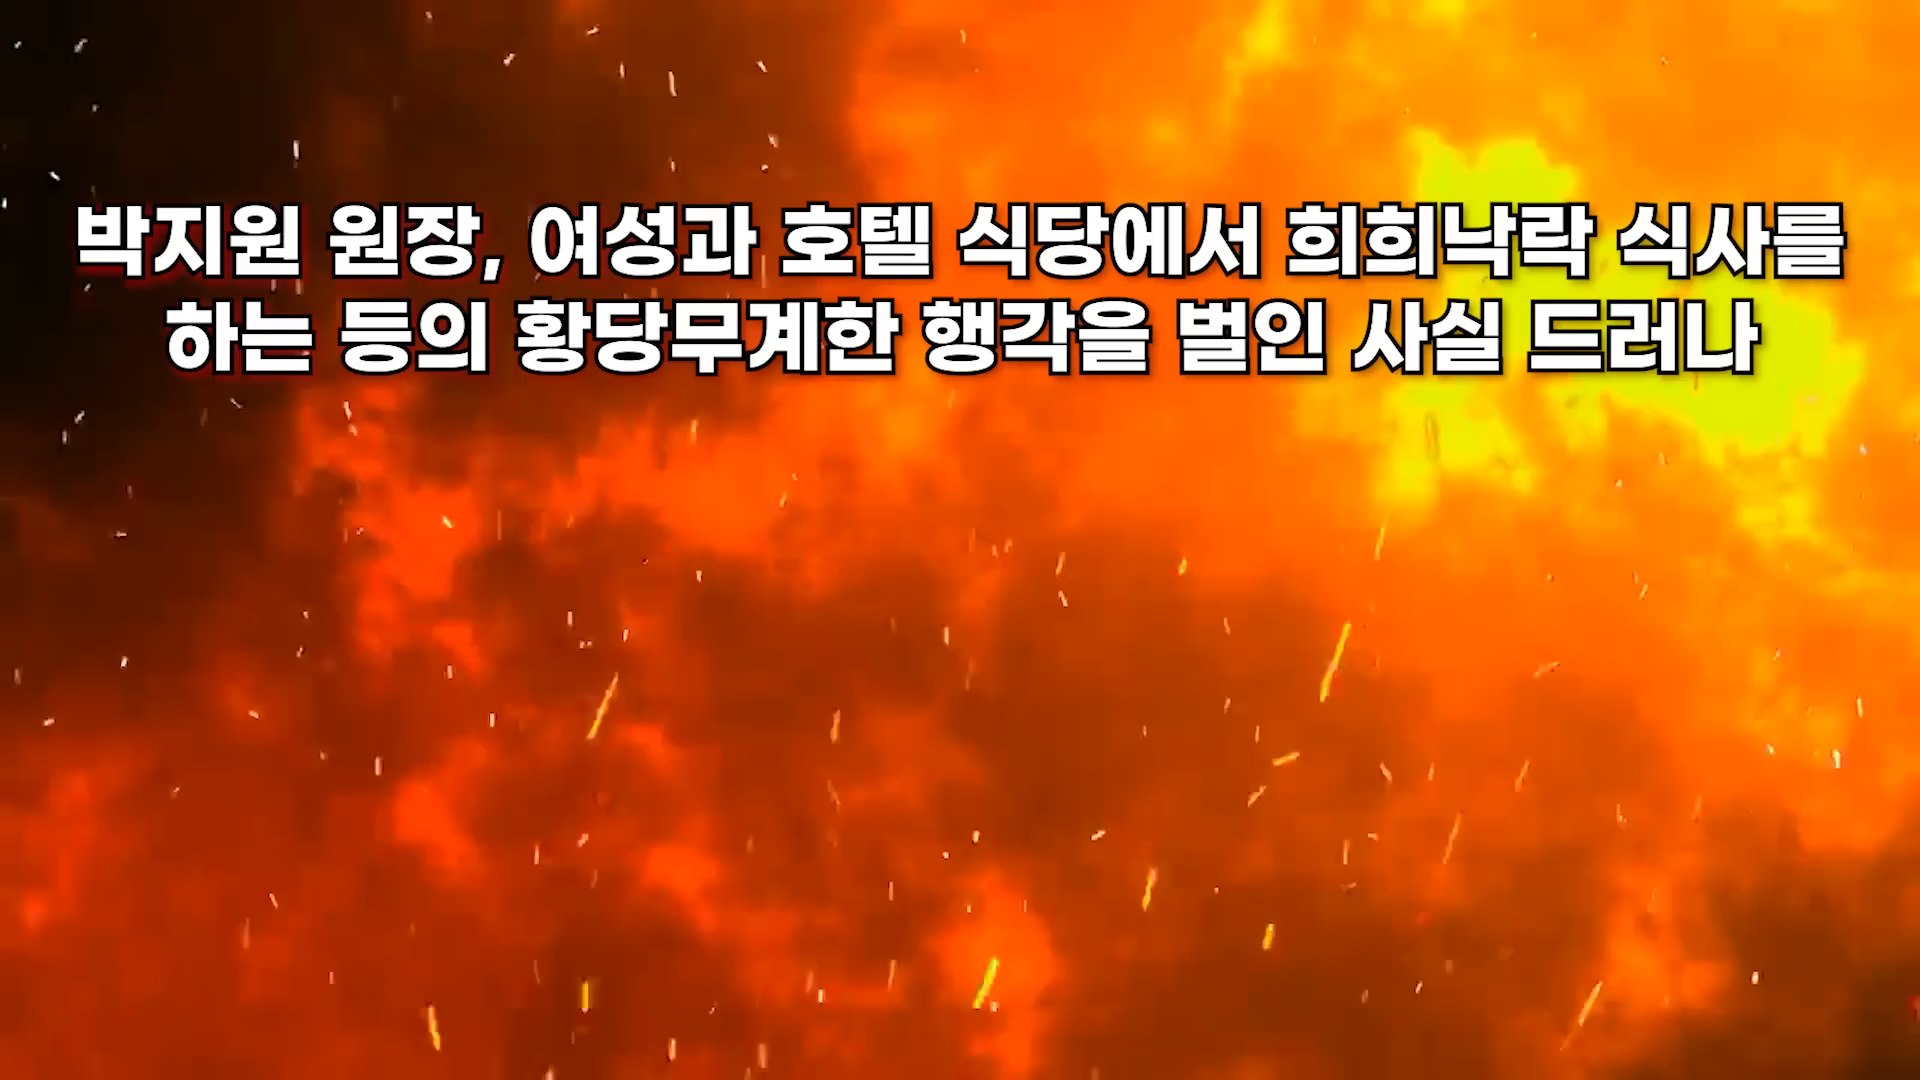 박지원 원장, 여성과 호텔 식당에서 희희낙락 식사를
하는 등의 황당무계한 행각을 벌인 사실 드러나